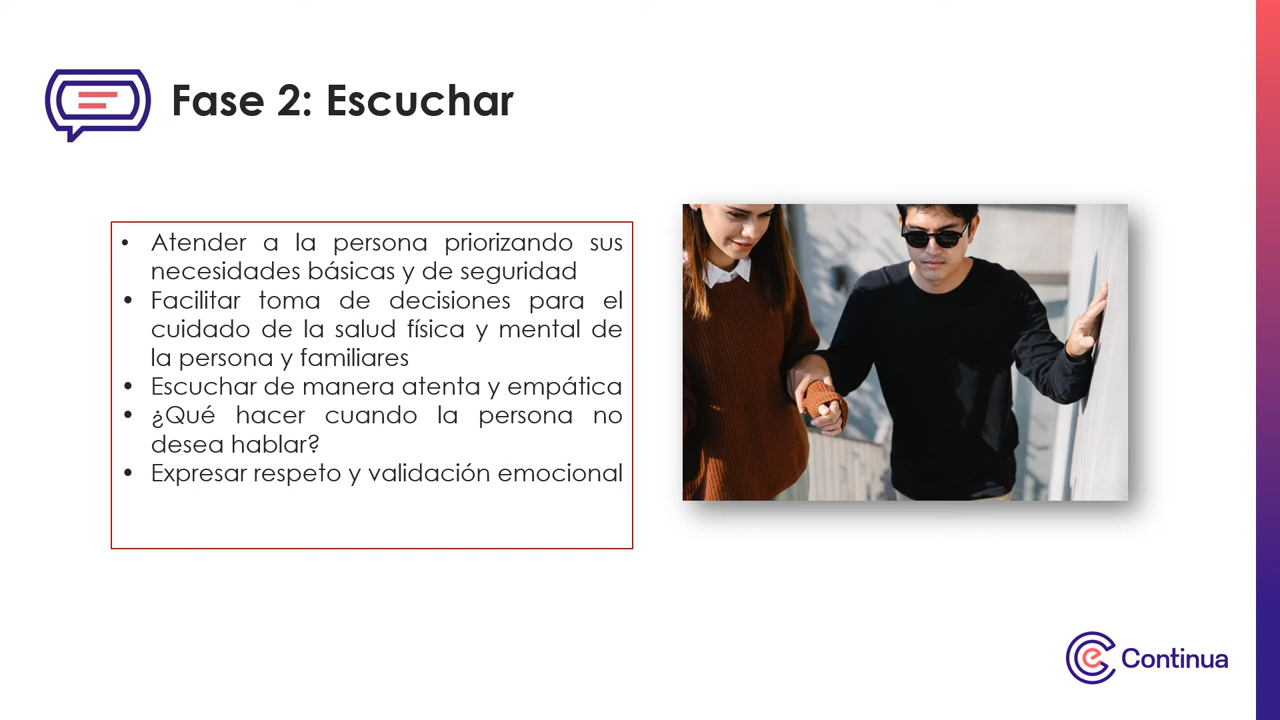 Fase 2: Escuchar
• Atender a la persona priorizando sus
necesidades básicas y de seguridad
• Facilitar toma de decisiones para el
cuidado de la salud física y mental de
la persona y familiares
• Escuchar de manera atenta y empática
• ¿Qué hacer cuando la persona no
desea hablar?
• Expresar respeto y validación emocional
e Continua